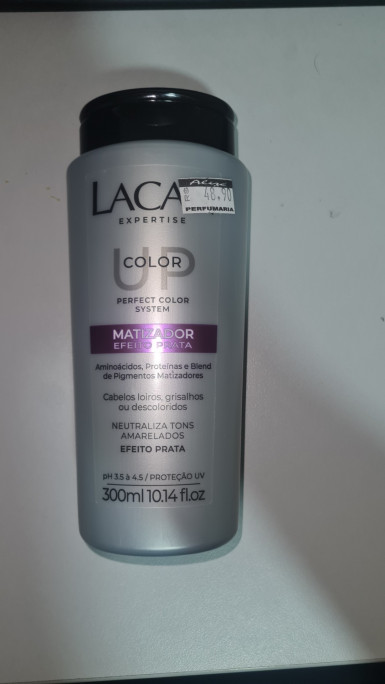 LACA
Aloye
R$ 48,90
PERFUMARIA
EXPERTISE
UP
COLOR
PERFECT COLOR
SYSTEM
MATIZADOR
EFEITO PRATA
Aminoácidos, Proteínas e Blend
de Pigmentos Matizadores
Cabelos loiros, grisalhos
ou descoloridos
NEUTRALIZA TONS
AMARELADOS
EFEITO PRATA
pH 3.5 à 4.5 / PROTEÇÃO UV
300ml 10.14 fl.oz